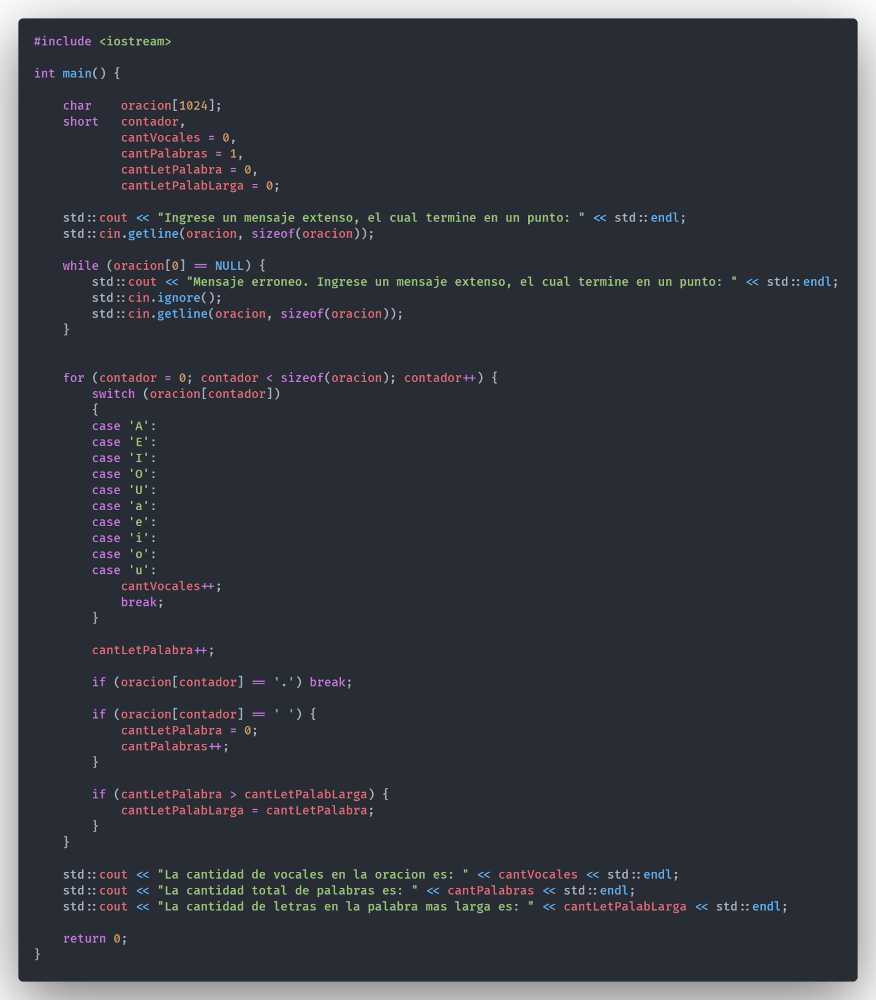 #include <iostream>

int main() {

    char    oracion[1024];
    short   contador,
            cantVocales = 0,
            cantPalabras = 1,
            cantLetPalabra = 0,
            cantLetPalabLarga = 0;

    std::cout << "Ingrese un mensaje extenso, el cual termine en un punto: " << std::endl;
    std::cin.getline(oracion, sizeof(oracion));

    while (oracion[0] == NULL) {
        std::cout << "Mensaje erroneo. Ingrese un mensaje extenso, el cual termine en un punto: " << std::endl;
        std::cin.ignore();
        std::cin.getline(oracion, sizeof(oracion));
    }


    for (contador = 0; contador < sizeof(oracion); contador++) {
        switch (oracion[contador])
        {
        case 'A':
        case 'E':
        case 'I':
        case 'O':
        case 'U':
        case 'a':
        case 'e':
        case 'i':
        case 'o':
        case 'u':
            cantVocales++;
            break;
        }

        cantLetPalabra++;

        if (oracion[contador] == '.') break;

        if (oracion[contador] == ' ') {
            cantLetPalabra = 0;
            cantPalabras++;
        }

        if (cantLetPalabra > cantLetPalabLarga) {
            cantLetPalabLarga = cantLetPalabra;
        }
    }

    std::cout << "La cantidad de vocales en la oracion es: " << cantVocales << std::endl;
    std::cout << "La cantidad total de palabras es: " << cantPalabras << std::endl;
    std::cout << "La cantidad de letras en la palabra mas larga es: " << cantLetPalabLarga << std::endl;

    return 0;
}